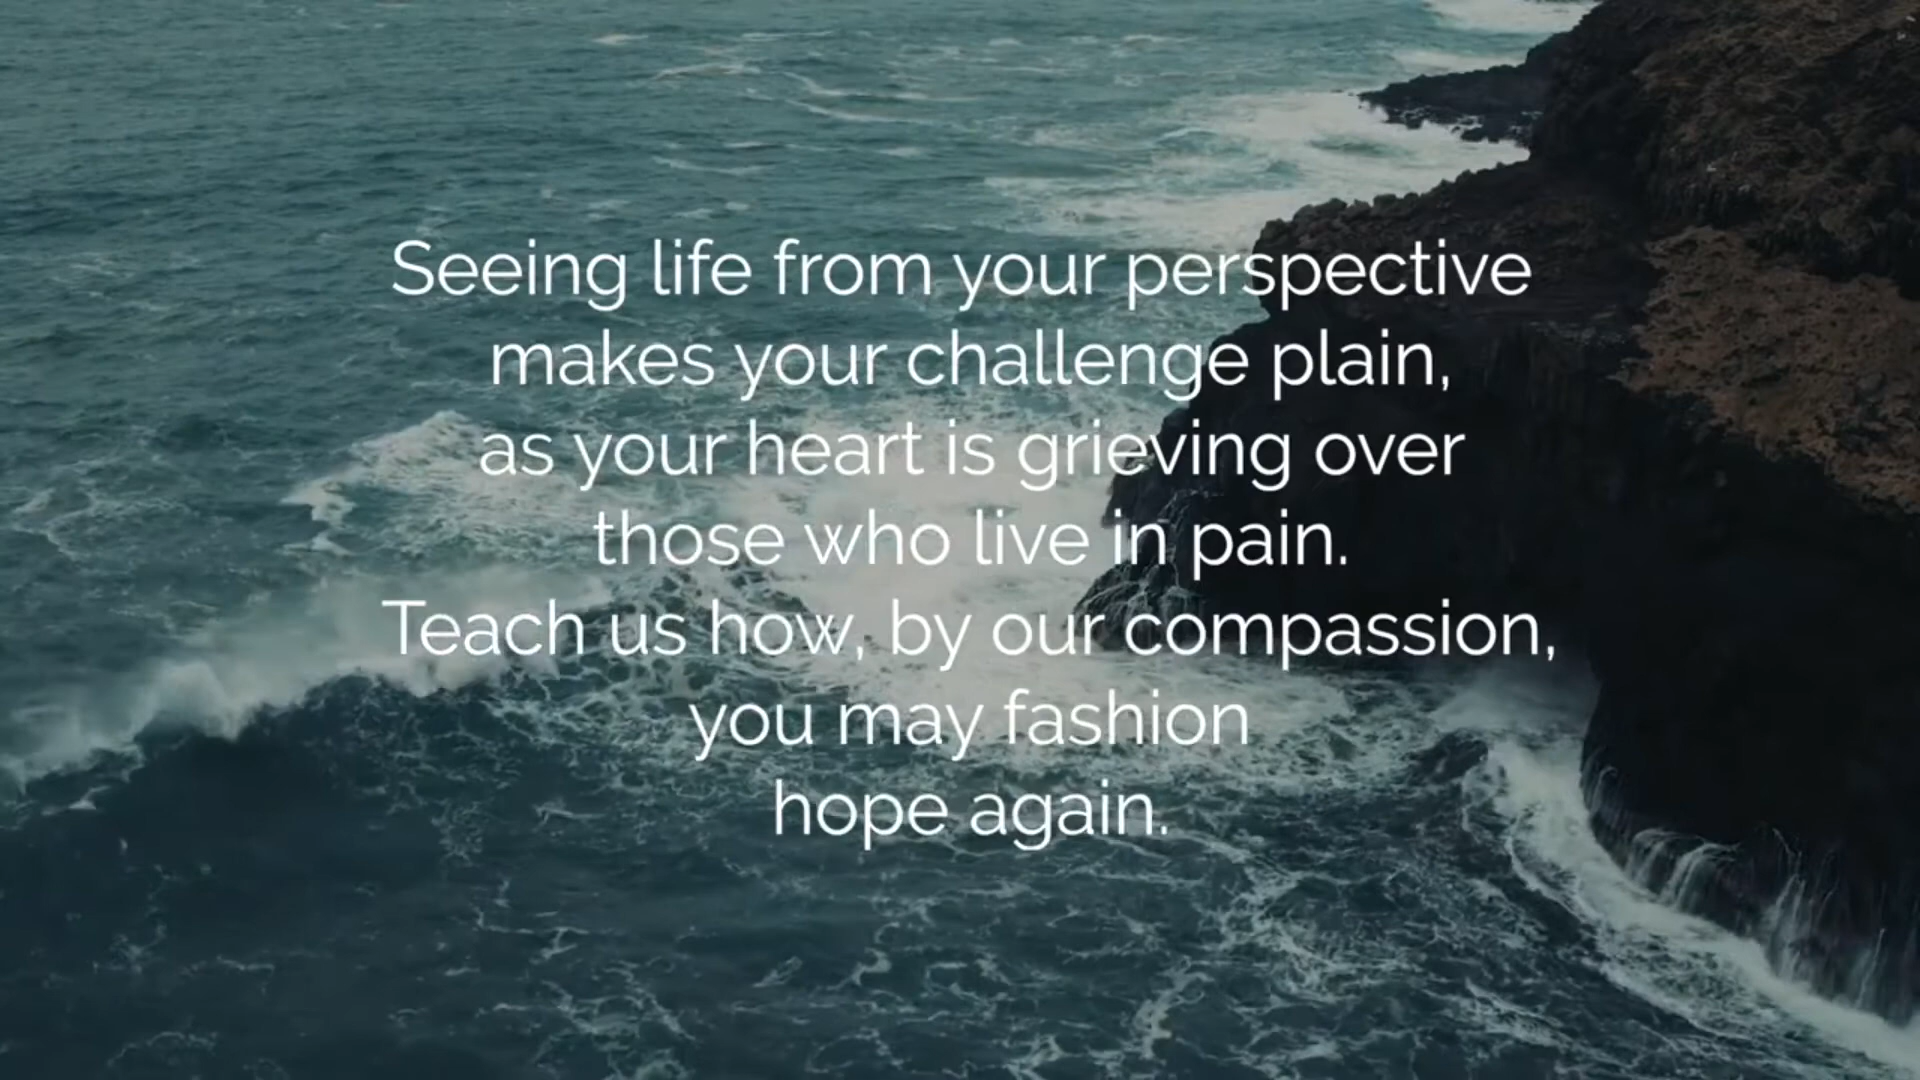 Seeing life from your perspective
makes your challenge plain,
as your heart is grieving over
those who live in pain.
Teach us how, by our compassion,
you may fashion
hope again.